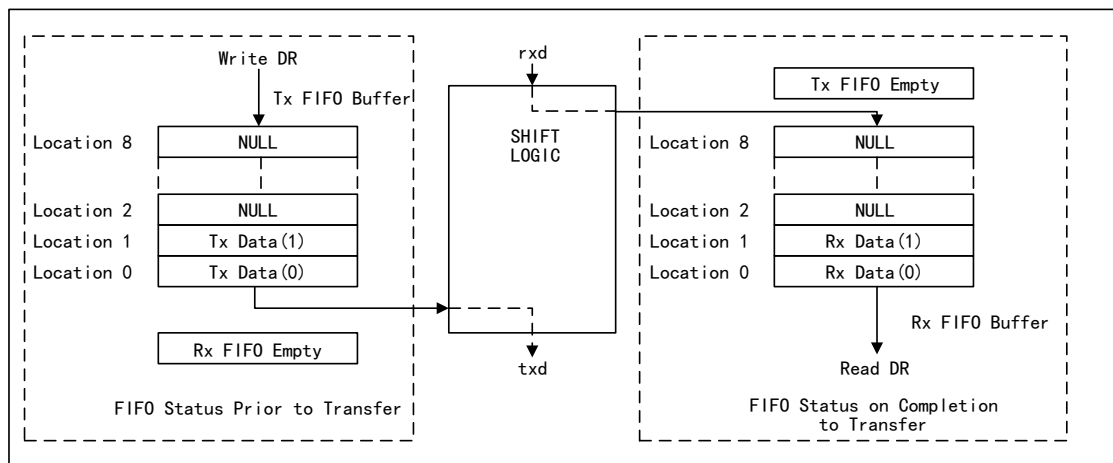 Write DR
Tx FIFO Buffer
Location 8
NULL
Location 2
NULL
Location 1
Tx Data(1)
Location 0
Tx Data(0)
Rx FIFO Empty
FIFO Status Prior to Transfer
rxd
SHIFT
LOGIC
txd
Tx FIFO Empty
Location 8
NULL
Location 2
NULL
Location 1
Rx Data(1)
Location 0
Rx Data(0)
Rx FIFO Buffer
Read DR
FIFO Status on Completion
to Transfer